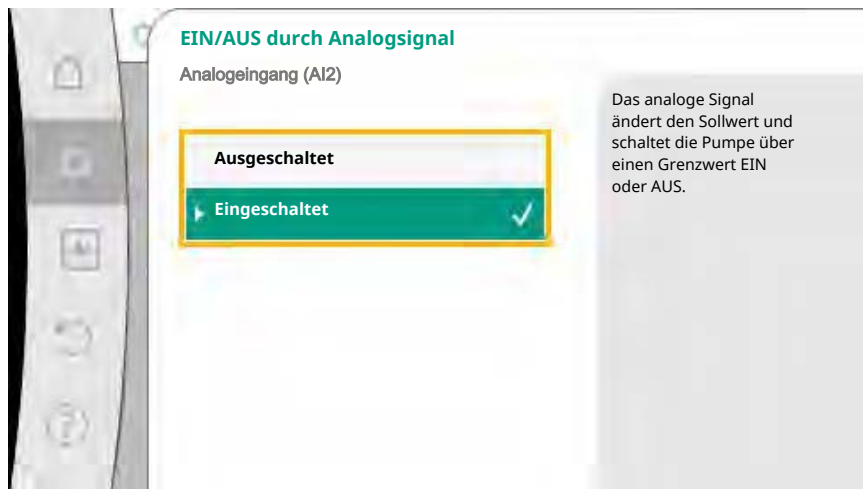 EIN/AUS durch Analogsignal
Analogeingang (AI2)
Ausgeschaltet
Eingeschaltet
Das analoge Signal
ändert den Sollwert und
schaltet die Pumpe über
einen Grenzwert EIN
oder AUS.